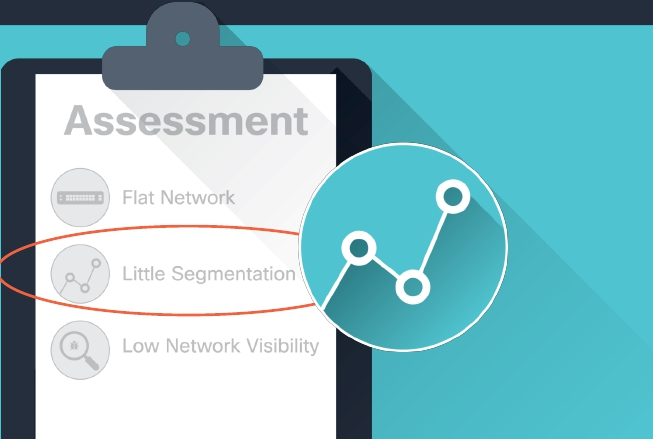 Assessment
Flat Network
Little Segmentation
Low Network Visibility